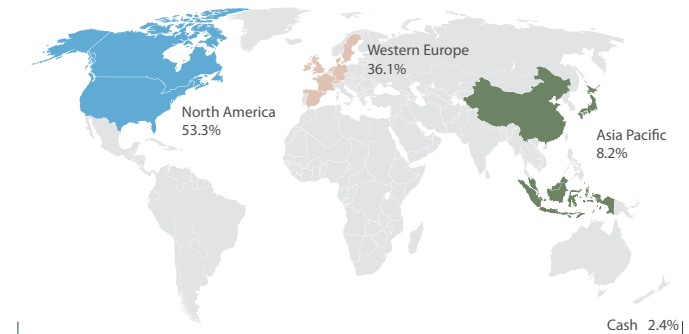 Western Europe
36.1%
North America
53.3%
Asia Pacific
8.2%
Cash 2.4%